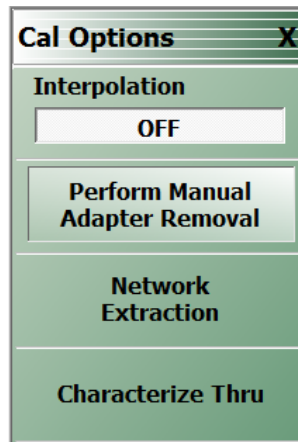 Cal Options X
Interpolation
OFF
Perform Manual
Adapter Removal
Network
Extraction
Characterize Thru